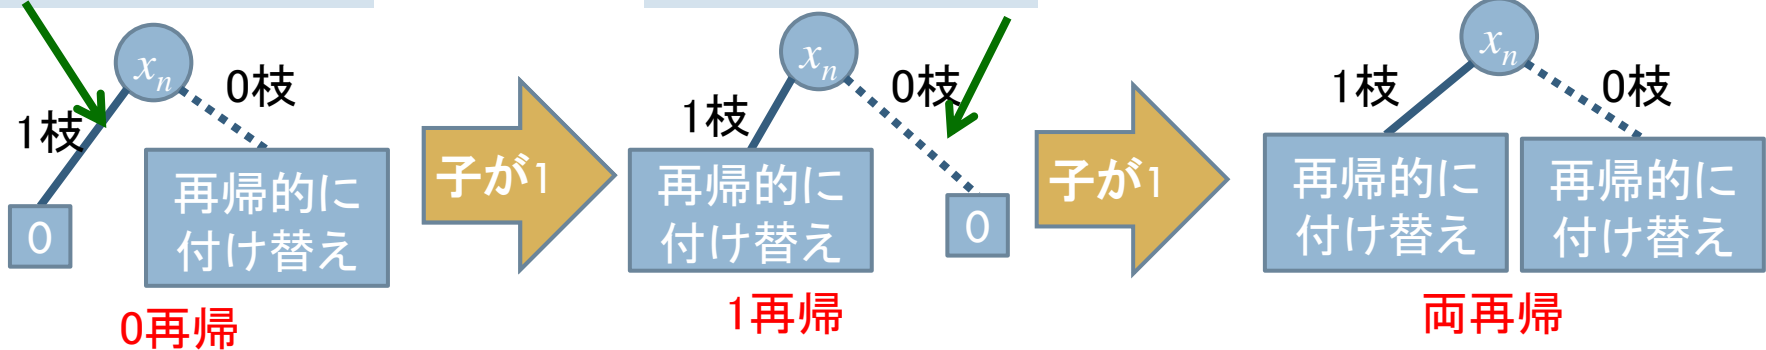 xn
1枝
0枝
0
再帰的に
付け替え
0再帰
子が1
xn
1枝
0枝
再帰的に
付け替え
0
1再帰
子が1
xn
1枝
0枝
再帰的に
付け替え
再帰的に
付け替え
両再帰